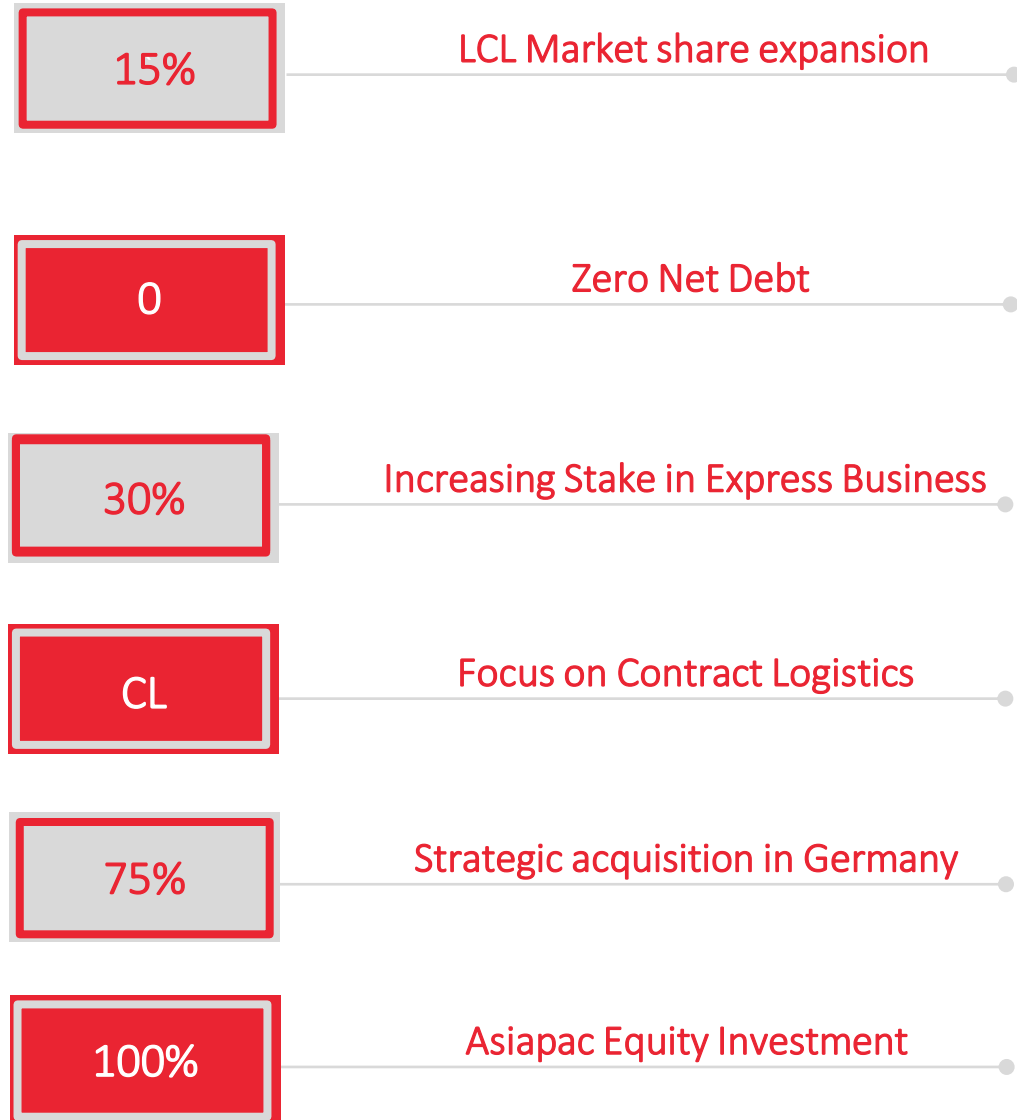 15%
LCL Market share expansion
0
Zero Net Debt
30%
Increasing Stake in Express Business
CL
Focus on Contract Logistics
75%
Strategic acquisition in Germany
100%
Asiapac Equity Investment